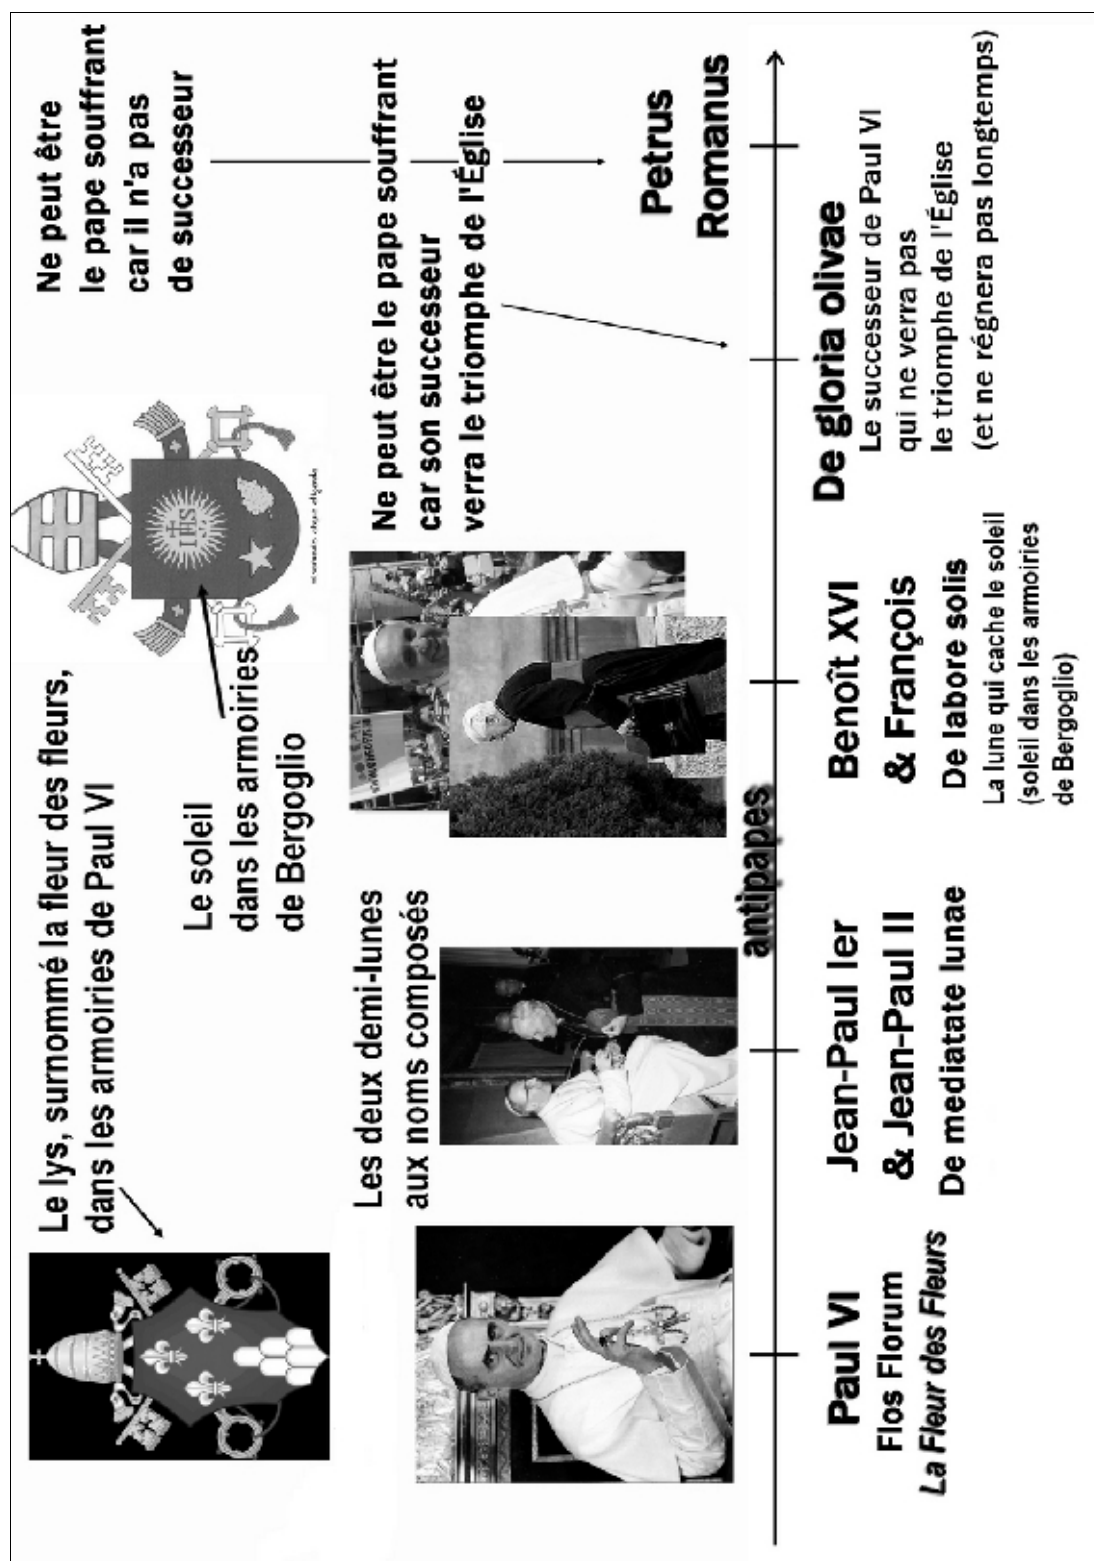 Le lys, surnommé la fleur des fleurs,
dans les armoiries de Paul VI
Le soleil
dans les armoiries
de Bergoglio
Ne peut être
le pape souffrant
car il n'a pas
de successeur
Les deux demi-lunes
aux noms composés
Ne peut être le pape souffrant
car son successeur
verra le triomphe de l'Église
IHS
antipapes
Paul VI
Flos Florum
La Fleur des Fleurs
Jean-Paul Ier
& Jean-Paul II
De mediatate lunae
Benoît XVI
& François
De labore solis
La lune qui cache le soleil
(soleil dans les armoiries
de Bergoglio)
De gloria olivae
Le successeur de Paul VI
qui ne verra pas
le triomphe de l'Église
(et ne régnera pas longtemps)
Petrus
Romanus